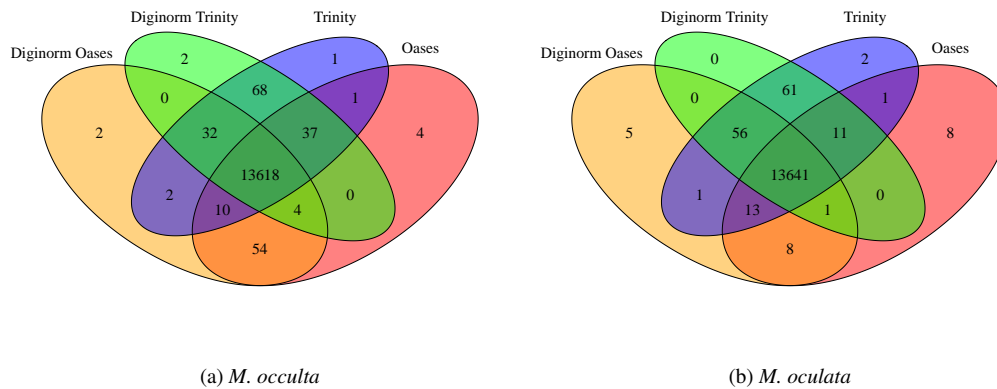 Diginorm Trinity Trinity
Diginorm Oases Oases
2 1
0 68 1
2 32 37 4
13618
2 10 4 0
54
(a) M. occulta
Diginorm Trinity Trinity
Diginorm Oases Oases
0 2
0 61 1
5 56 11 8
13641
1 13 1 0
8
(b) M. oculata